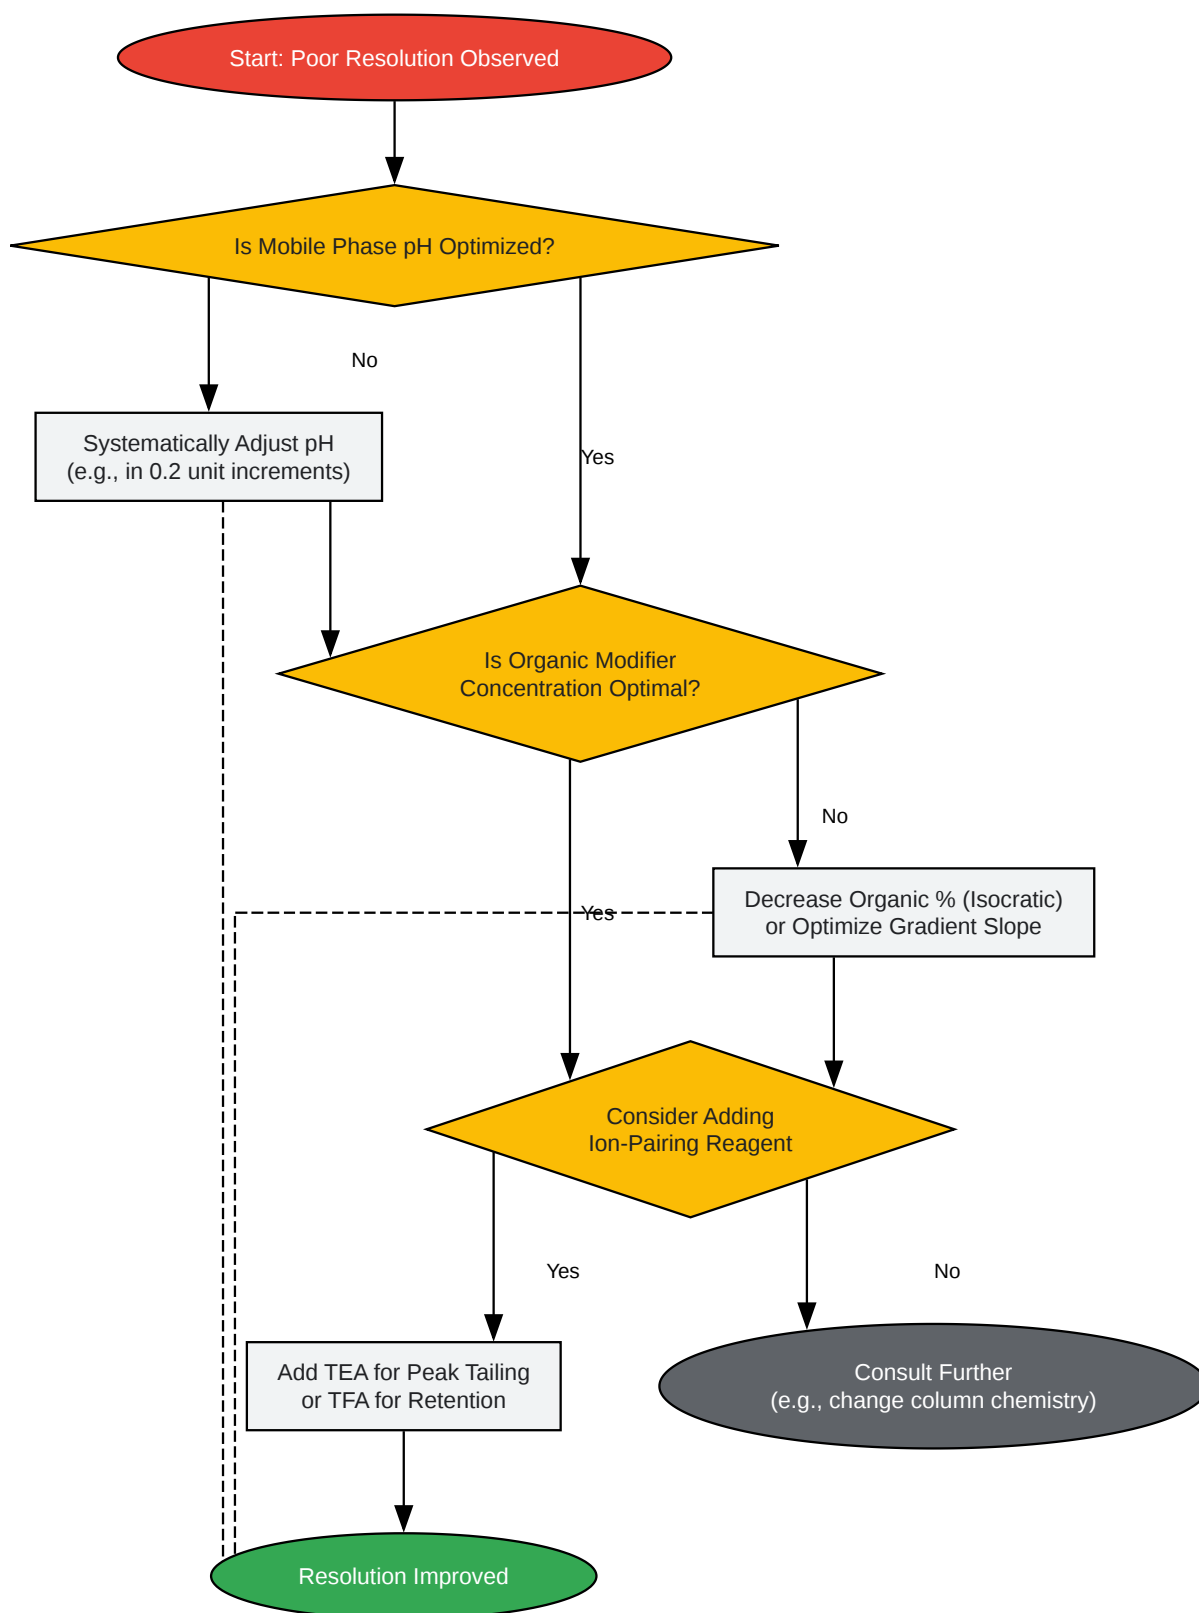 Start: Poor Resolution Observed
Is Mobile Phase pH Optimized?
No
Systematically Adjust pH
(e.g., in 0.2 unit increments)
Yes
Is Organic Modifier
Concentration Optimal?
No
Decrease Organic % (Isocratic)
or Optimize Gradient Slope
Yes
Consider Adding
Ion-Pairing Reagent
Yes
No
Add TEA for Peak Tailing
or TFA for Retention
Consult Further
(e.g., change column chemistry)
Resolution Improved